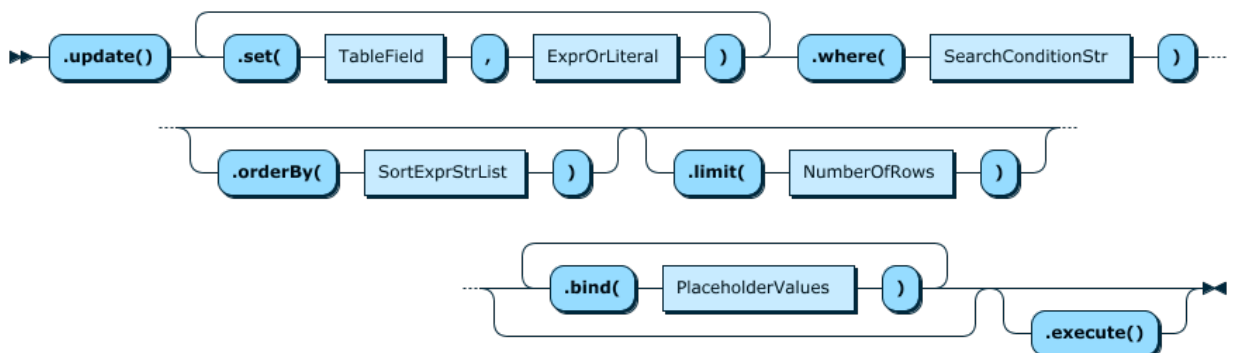 .update() .set( TableField , ExprOrLiteral ) .where( SearchConditionStr )
.orderBy( SortExprStrList ) .limit( NumberOfRows )
.bind( PlaceholderValues )
.execute()